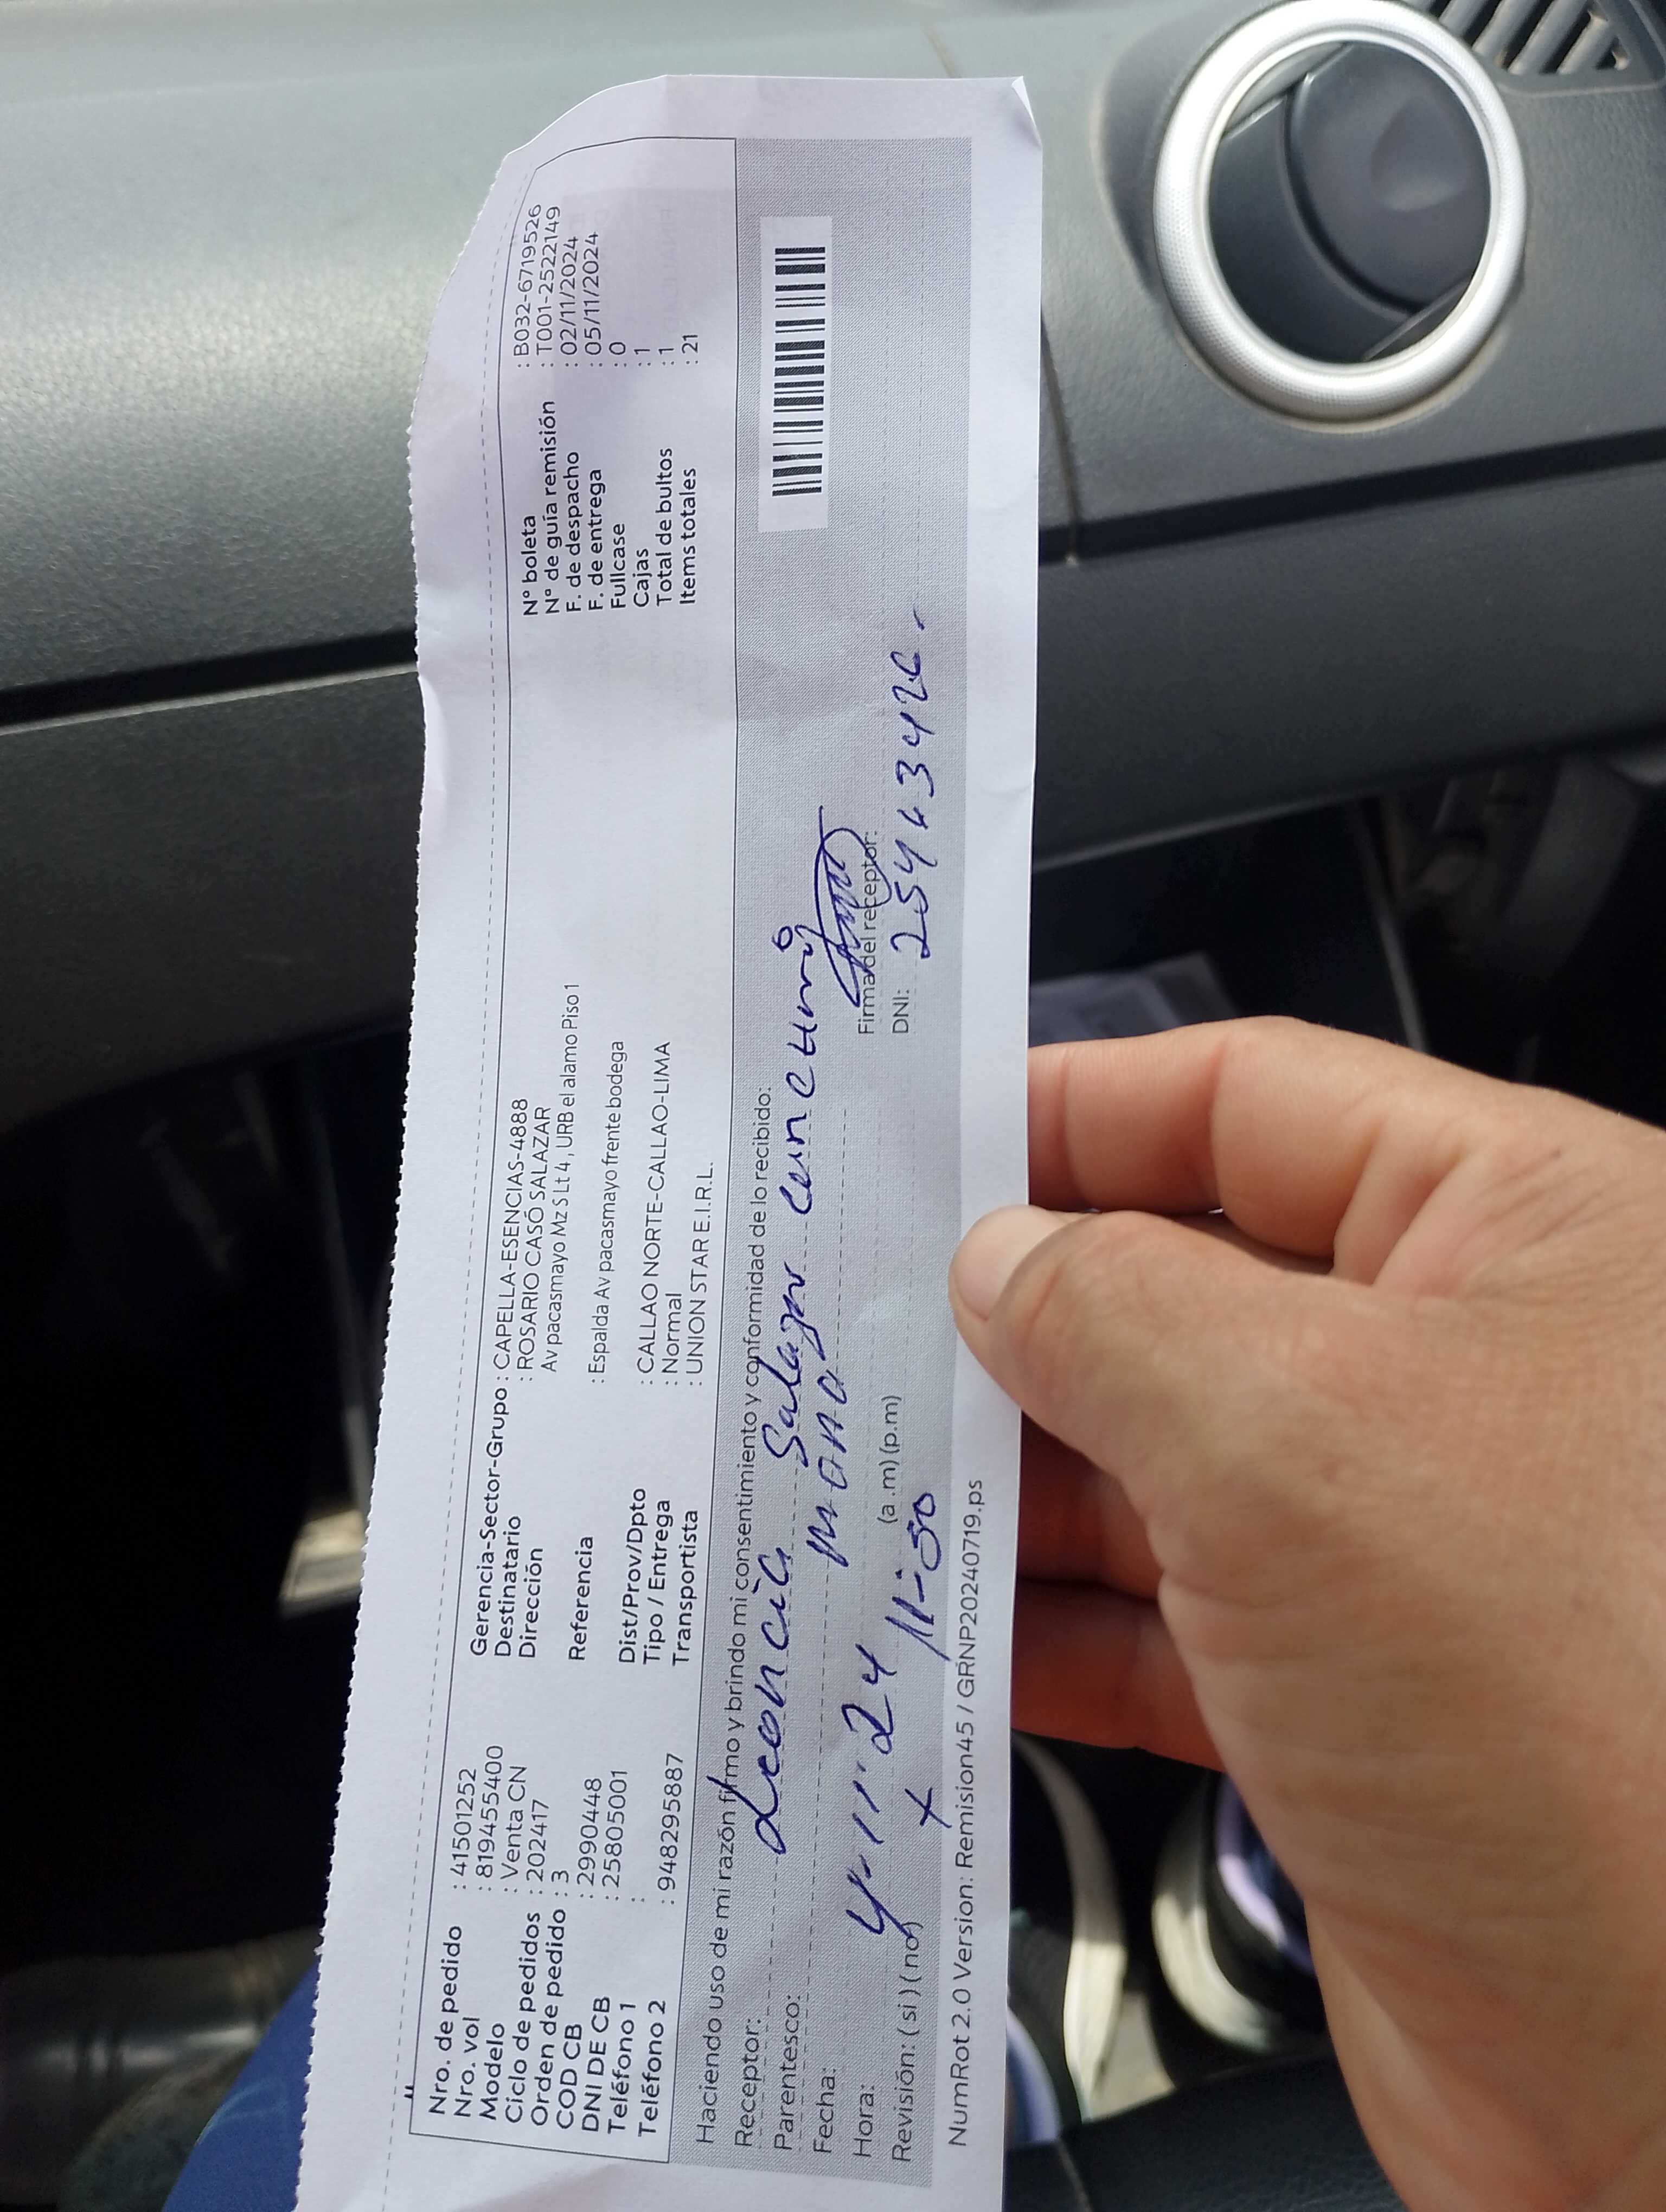 Nro. de pedido : 41501252
Nro. vol : 819455400
Modelo : Venta CN
Ciclo de pedidos : 202417
Orden de pedido : 3
COD CB : 2990448
DNI DE CB : 25805001
Teléfono 1 :
Teléfono 2 : 948295887
Gerencia-Sector-Grupo : CAPELLA-ESENCIAS-4888
Destinatario : ROSARIO CASÓ SALAZAR
Dirección Av pacasmayo Mz S Lt 4, URB el alamo Piso 1
Referencia : Espalda Av pacasmayo frente bodega
Dist/Prov/Dpto : CALLAO NORTE-CALLAO-LIMA
Tipo / Entrega : Normal
Transportista : UNION STAR E.I.R.L.
N° boleta : B032-6719526
N° de guía remisión : T001-2522149
F. de despacho : 02/11/2024
F. de entrega : 05/11/2024
Fullcase : 0
Cajas : 1
Total de bultos : 1
Items totales : 21
Haciendo uso de mi razón firmo y brindo mi consentimiento y conformidad de lo recibido:
Receptor: Leoncia Salazar
Parentesco: mama
Fecha: 4-11-24
Hora: 11-50 (a.m) (p.m)
Revisión: ( si ) ( no )
Firma del receptor:
DNI:
NumRot 2.0 Version: Remision45 / GRNP20240719.ps